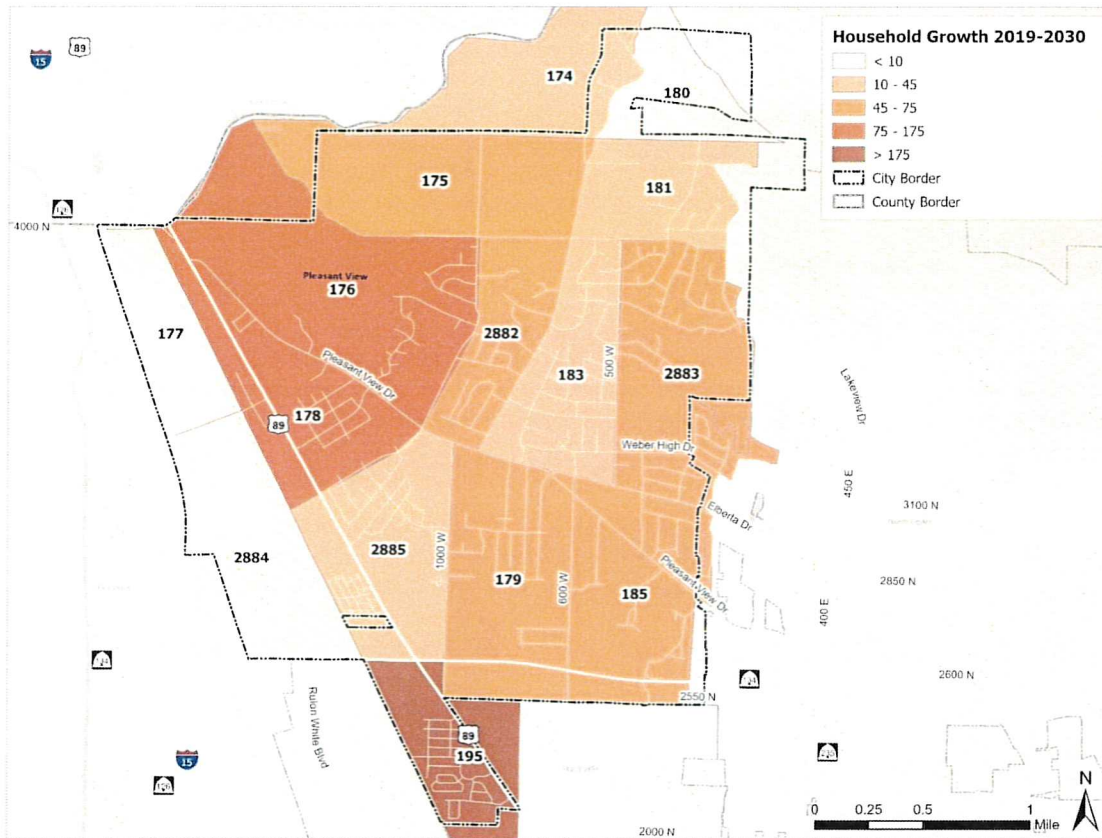 Household Growth 2019-2030
< 10
10 - 45
45 - 75
75 - 175
> 175
City Border
County Border
15
89
174
180
175
181
4000 N
Pleasant View
176
177
2882
183
500 W
2883
Pleasant View Dr
89
178
Lakeview Dr
Weber High Dr
450 E
3100 N
Elberta Dr
2884
2885
1000 W
179
600 W
185
Pleasant View Dr
2850 N
400 E
2600 N
2550 N
Rulon White Blvd
89
195
15
2000 N
0 0.25 0.5 1
Mile
N